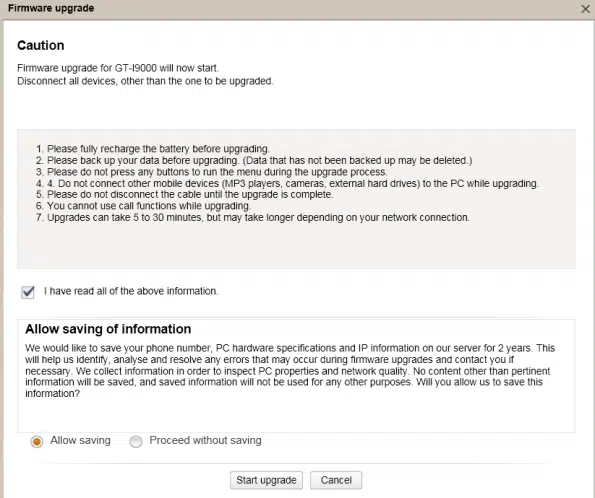 Firmware upgrade
Caution
Firmware upgrade for GT-I9000 will now start.
Disconnect all devices, other than the one to be upgraded.
1. Please fully recharge the battery before upgrading.
2. Please back up your data before upgrading. (Data that has not been backed up may be deleted.)
3. Please do not press any buttons to run the menu during the upgrade process.
4. 4. Do not connect other mobile devices (MP3 players, cameras, external hard drives) to the PC while upgrading.
5. Please do not disconnect the cable until the upgrade is complete.
6. You cannot use call functions while upgrading.
7. Upgrades can take 5 to 30 minutes, but may take longer depending on your network connection.
I have read all of the above information.
Allow saving of information
We would like to save your phone number, PC hardware specifications and IP information on our server for 2 years. This
will help us identify, analyse and resolve any errors that may occur during firmware upgrades and contact you if
necessary. We collect information in order to inspect PC properties and network quality. No content other than pertinent
information will be saved, and saved information will not be used for any other purposes. Will you allow us to save this
information?
Allow saving Proceed without saving
Start upgrade Cancel